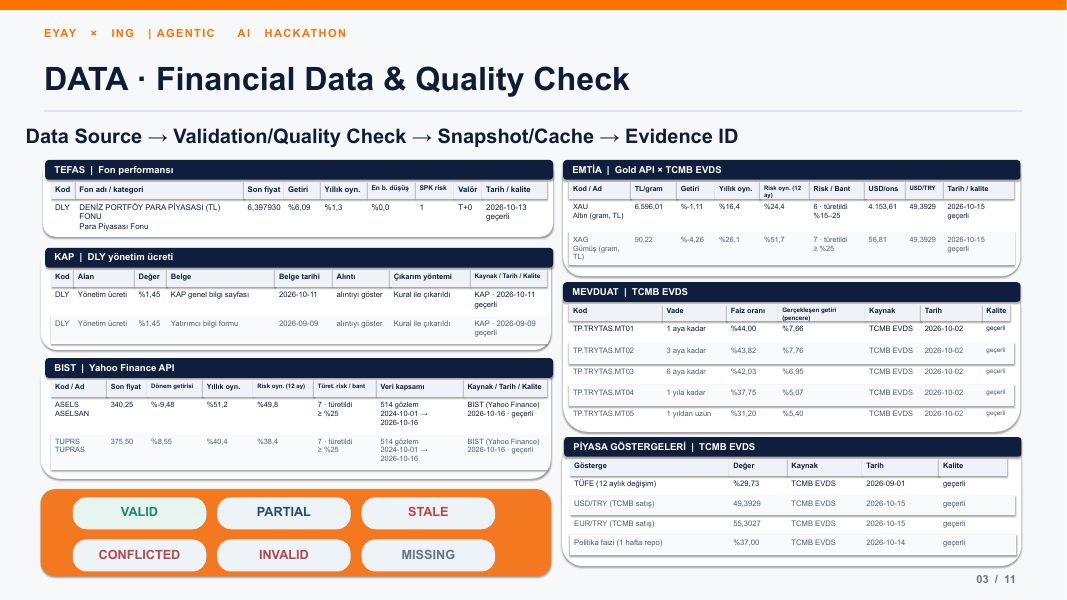 EYAY × ING | AGENTIC AI HACKATHON
DATA · Financial Data & Quality Check
Data Source → Validation/Quality Check → Snapshot/Cache → Evidence ID
TEFAS | Fon performansı
Kod Fon adı / kategori Son fiyat Getiri Yıllık oyn. En b. düşüş SPK risk Valör Tarih / kalite
DLY DENİZ PORTFÖY PARA PİYASASI (TL) 6,397930 %6,09 %1,3 %0,0 1 T+0 2026-10-13
FONU geçerli
Para Piyasası Fonu
KAP | DLY yönetim ücreti
Kod Alan Değer Belge Belge tarihi Alıntı Çıkarım yöntemi Kaynak / Tarih / Kalite
DLY Yönetim ücreti %1,45 KAP genel bilgi sayfası 2026-10-11 alıntıyı göster Kural ile çıkarıldı KAP · 2026-10-11
geçerli
DLY Yönetim ücreti %1,45 Yatırımcı bilgi formu 2026-09-09 alıntıyı göster Kural ile çıkarıldı KAP · 2026-09-09
geçerli
BIST | Yahoo Finance API
Kod / Ad Son fiyat Dönem getirisi Yıllık oyn. Risk oyn. (12 ay) Türet. risk / bant Veri kapsamı Kaynak / Tarih / Kalite
ASELS 340,25 %-9,48 %51,2 %49,8 7 · türetildi 514 gözlem BIST (Yahoo Finance)
ASELSAN ≥ %25 2024-10-01 → 2026-10-16 · geçerli
2026-10-16
TUPRS 375,50 %8,55 %40,4 %38,4 7 · türetildi 514 gözlem BIST (Yahoo Finance)
TUPRAS ≥ %25 2024-10-01 → 2026-10-16 · geçerli
2026-10-16
VALID PARTIAL STALE
CONFLICTED INVALID MISSING
EMTİA | Gold API × TCMB EVDS
Kod / Ad TL/gram Getiri Yıllık oyn. Risk oyn. (12 Risk / Bant USD/ons USD/TRY Tarih / kalite
ay)
XAU 6.596,01 %-1,11 %16,4 %24,4 6 · türetildi 4.153,61 49,3929 2026-10-15
Altın (gram, TL) %15–25 geçerli
XAG 90,22 %-4,26 %26,1 %51,7 7 · türetildi 56,81 49,3929 2026-10-15
Gümüş (gram, ≥ %25 geçerli
TL)
MEVDUAT | TCMB EVDS
Kod Vade Faiz oranı Gerçekleşen getiri Kaynak Tarih Kalite
(pencere)
TP.TRYTAS.MT01 1 aya kadar %44,00 %7,66 TCMB EVDS 2026-10-02 geçerli
TP.TRYTAS.MT02 3 aya kadar %43,82 %7,76 TCMB EVDS 2026-10-02 geçerli
TP.TRYTAS.MT03 6 aya kadar %42,03 %6,95 TCMB EVDS 2026-10-02 geçerli
TP.TRYTAS.MT04 1 yıla kadar %37,75 %5,07 TCMB EVDS 2026-10-02 geçerli
TP.TRYTAS.MT05 1 yıldan uzun %31,20 %5,40 TCMB EVDS 2026-10-02 geçerli
PİYASA GÖSTERGELERİ | TCMB EVDS
Gösterge Değer Kaynak Tarih Kalite
TÜFE (12 aylık değişim) %29,73 TCMB EVDS 2026-09-01 geçerli
USD/TRY (TCMB satış) 49,3929 TCMB EVDS 2026-10-15 geçerli
EUR/TRY (TCMB satış) 55,3027 TCMB EVDS 2026-10-15 geçerli
Politika faizi (1 hafta repo) %37,00 TCMB EVDS 2026-10-14 geçerli
03 / 11